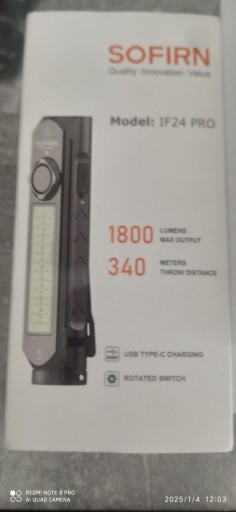 SOFIRN
Quality · Innovation · Value
Model: IF24 PRO
1800 LUMENS
MAX OUTPUT
340 METERS
THROW DISTANCE
USB TYPE-C CHARGING
ROTATED SWITCH
REDMI NOTE 8 PRO
AI QUAD CAMERA
2025/1/4 12:03